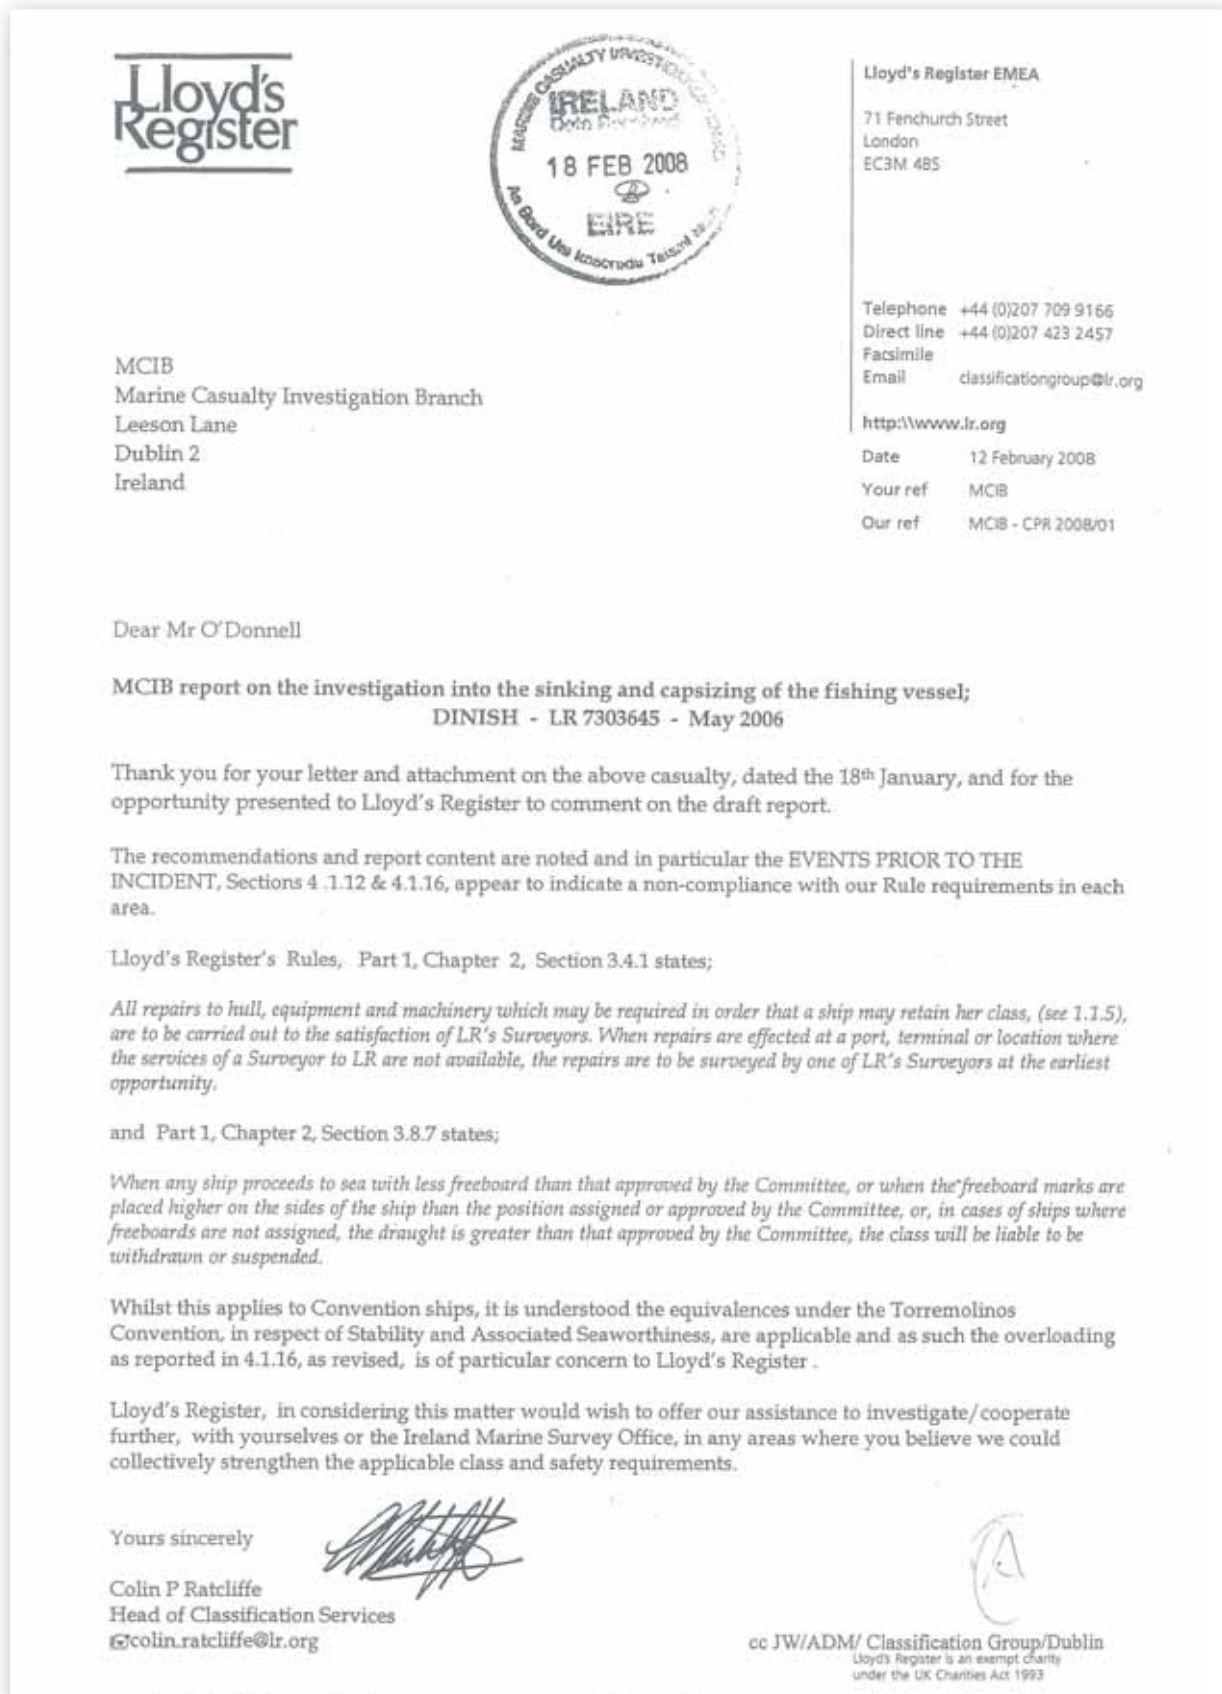 Lloyd's
Register
MARINE CASUALTY
IRELAND
18 FEB 2008
EIRE
An Bord
Lloyd's Register EMEA
71 Fenchurch Street
London
EC3M 4BS
Telephone +44 (0)207 709 9166
Direct line +44 (0)207 423 2457
Facsimile
Email classificationgroup@lr.org
http:\\www.lr.org
Date 12 February 2008
Your ref MCIB
Our ref MCIB - CPR 2008/01
MCIB
Marine Casualty Investigation Branch
Leeson Lane
Dublin 2
Ireland
Dear Mr O'Donnell
MCIB report on the investigation into the sinking and capsizing of the fishing vessel;
DINISH - LR 7303645 - May 2006
Thank you for your letter and attachment on the above casualty, dated the 18th January, and for the
opportunity presented to Lloyd's Register to comment on the draft report.
The recommendations and report content are noted and in particular the EVENTS PRIOR TO THE
INCIDENT, Sections 4 .1.12 & 4.1.16, appear to indicate a non-compliance with our Rule requirements in each
area.
Lloyd's Register's Rules, Part 1, Chapter 2, Section 3.4.1 states;
All repairs to hull, equipment and machinery which may be required in order that a ship may retain her class, (see 1.1.5),
are to be carried out to the satisfaction of LR's Surveyors. When repairs are effected at a port, terminal or location where
the services of a Surveyor to LR are not available, the repairs are to be surveyed by one of LR's Surveyors at the earliest
opportunity.
and Part 1, Chapter 2, Section 3.8.7 states;
When any ship proceeds to sea with less freeboard than that approved by the Committee, or when the freeboard marks are
placed higher on the sides of the ship than the position assigned or approved by the Committee, or, in cases of ships where
freeboards are not assigned, the draught is greater than that approved by the Committee, the class will be liable to be
withdrawn or suspended.
Whilst this applies to Convention ships, it is understood the equivalences under the Torremolinos
Convention, in respect of Stability and Associated Seaworthiness, are applicable and as such the overloading
as reported in 4.1.16, as revised, is of particular concern to Lloyd's Register .
Lloyd's Register, in considering this matter would wish to offer our assistance to investigate/cooperate
further, with yourselves or the Ireland Marine Survey Office, in any areas where you believe we could
collectively strengthen the applicable class and safety requirements.
Yours sincerely
Colin P Ratcliffe
Head of Classification Services
colin.ratcliffe@lr.org
cc JW/ADM/ Classification Group/Dublin
Lloyd's Register is an exempt charity
under the UK Charities Act 1993